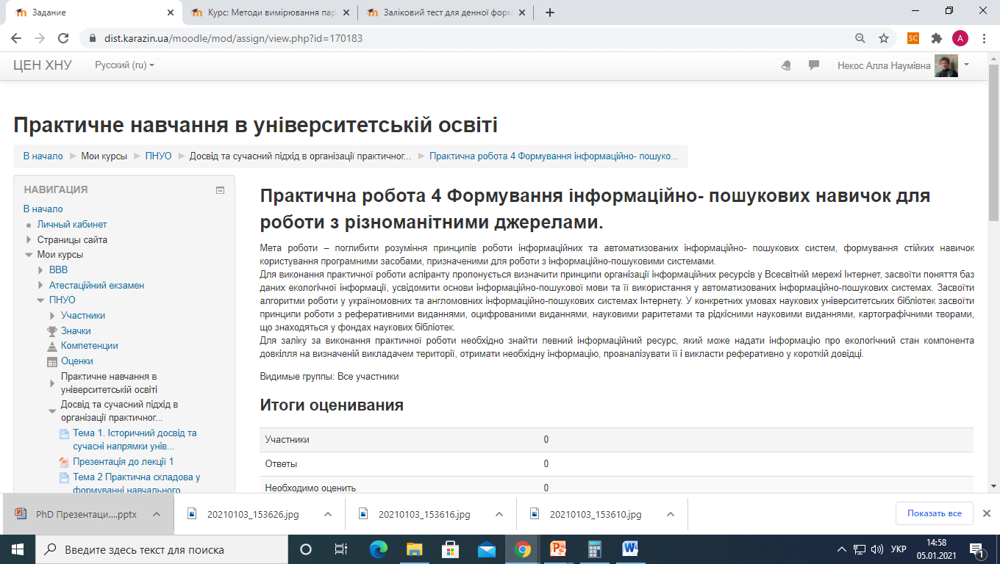 Задание
Курс: Методи вимірювання пар
Заліковий тест для денної форм
dist.karazin.ua/moodle/mod/assign/view.php?id=170183
SC
A
ЦЕН ХНУ
Русский (ru)
Некос Алла Наумівна
Практичне навчання в університетській освіті
В начало
Мои курсы
ПНУО
Досвід та сучасний підхід в організації практичног...
Практична робота 4 Формування інформаційно- пошуко...
НАВИГАЦИЯ
В начало
Личный кабинет
Страницы сайта
Мои курсы
ВВВ
Атестаційний екзамен
ПНУО
Участники
Значки
Компетенции
Оценки
Практичне навчання в
університетській освіті
Досвід та сучасний підхід в
організації практичног...
Тема 1. Історичний досвід та
сучасні напрямки унів...
Презентація до лекції 1
Тема 2 Практична складова у
формуванні навчального
Практична робота 4 Формування інформаційно- пошукових навичок для
роботи з різноманітними джерелами.
Мета роботи – поглибити розуміння принципів роботи інформаційних та автоматизованих інформаційно- пошукових систем, формування стійких навичок
користування програмними засобами, призначеними для роботи з інформаційно-пошуковими системами.
Для виконання практичної роботи аспіранту пропонується визначити принципи організації інформаційних ресурсів у Всесвітній мережі Інтернет, засвоїти поняття баз
даних екологічної інформації, усвідомити основи інформаційно-пошукової мови та її використання у автоматизованих інформаційно-пошукових системах. Засвоїти
алгоритми роботи у україномовних та англомовних інформаційно-пошукових системах Інтернету. У конкретних умовах наукових університетських бібліотек засвоїти
принципи роботи з реферативними виданнями, оцифрованими виданнями, науковими раритетами та рідкісними науковими виданнями, картографічними творами,
що знаходяться у фондах наукових бібліотек.
Для заліку за виконання практичної роботи необхідно знайти певний інформаційний ресурс, який може надати інформацію про екологічний стан компонента
довкілля на визначеній викладачем території, отримати необхідну інформацію, проаналізувати її і викласти реферативно у короткій довідці.
Видимые группы: Все участники
Итоги оценивания
Участники 0
Ответы 0
Необходимо оценить 0
PhD Презентаци....pptx
20210103_153626.jpg
20210103_153616.jpg
20210103_153610.jpg
Показать все
Введите здесь текст для поиска
УКР
14:58
05.01.2021
1